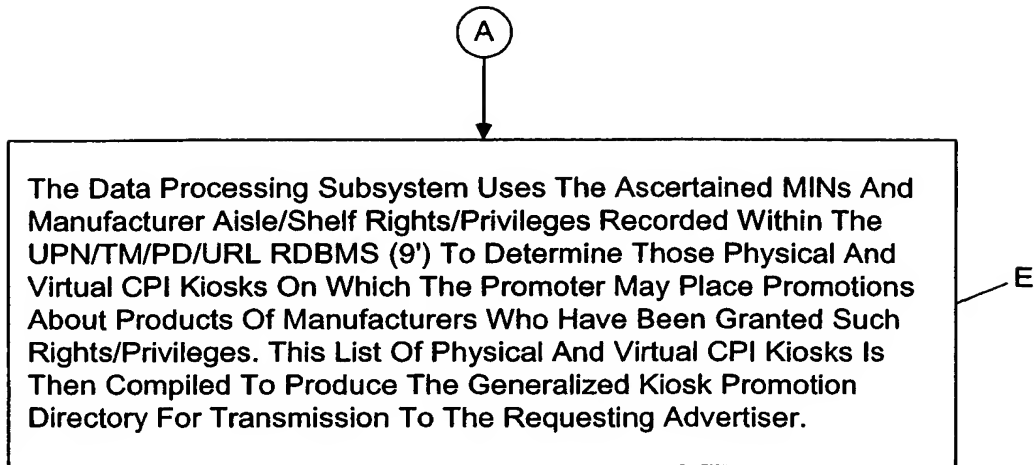 A
The Data Processing Subsystem Uses The Ascertained MINs And
Manufacturer Aisle/Shelf Rights/Privileges Recorded Within The
UPN/TM/PD/URL RDBMS (9') To Determine Those Physical And
Virtual CPI Kiosks On Which The Promoter May Place Promotions
About Products Of Manufacturers Who Have Been Granted Such
Rights/Privileges. This List Of Physical And Virtual CPI Kiosks Is
Then Compiled To Produce The Generalized Kiosk Promotion
Directory For Transmission To The Requesting Advertiser.
E